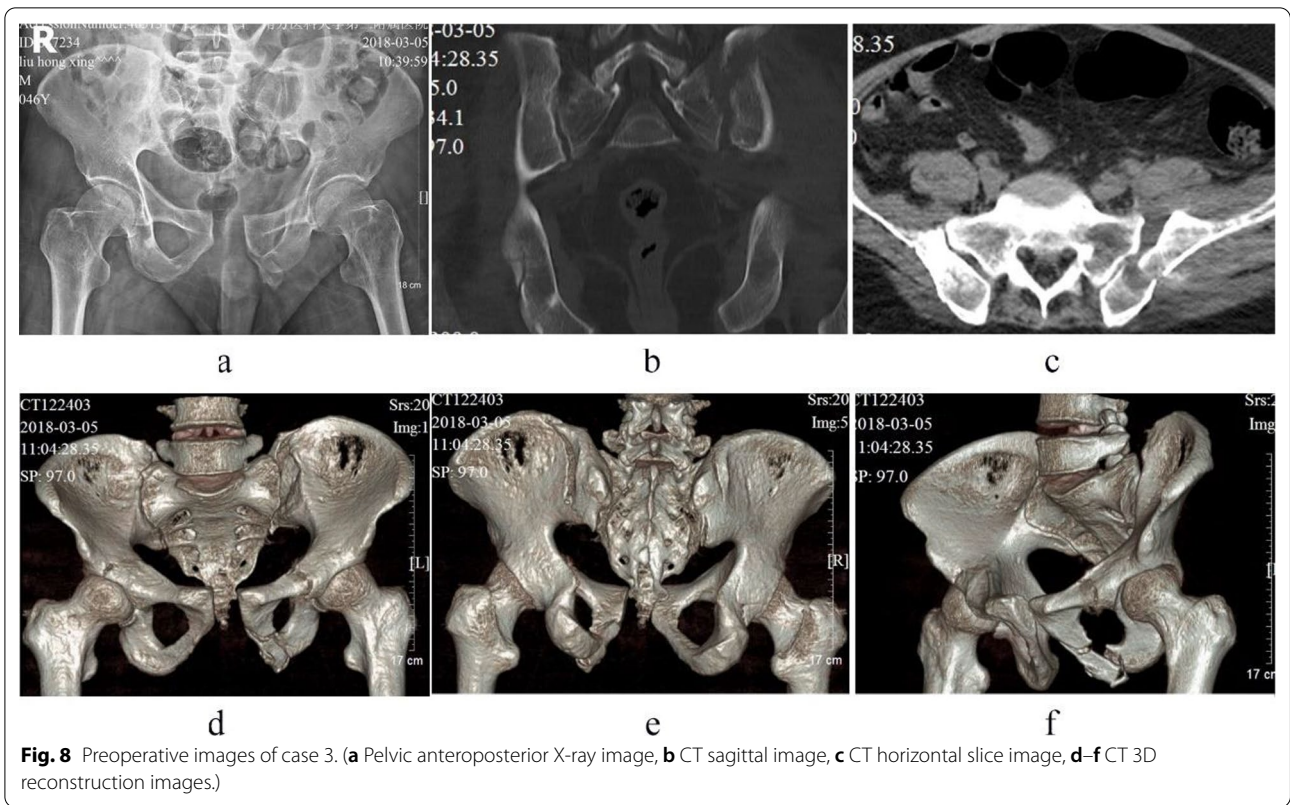 R
2018-03-05
7234
liu hong xing^^^^
10:39:59
M
046Y
[]
18 cm
-03-05
4:28.35
5.0
34.1
97.0
8.35
a
b
c
CT122403
2018-03-05
11:04:28.35
SP: 97.0
Srs:20
Img:1
[L]
17 cm
CT122403
2018-03-05
11:04:28.35
SP: 97.0
Srs:20
Img:5
[R]
17 cm
CT122403
2018-03-05
1:04:28.35
SP: 97.0
Srs:2
Img
17 cm
d
e
f
Fig. 8 Preoperative images of case 3. (a Pelvic anteroposterior X-ray image, b CT sagittal image, c CT horizontal slice image, d–f CT 3D
reconstruction images.)